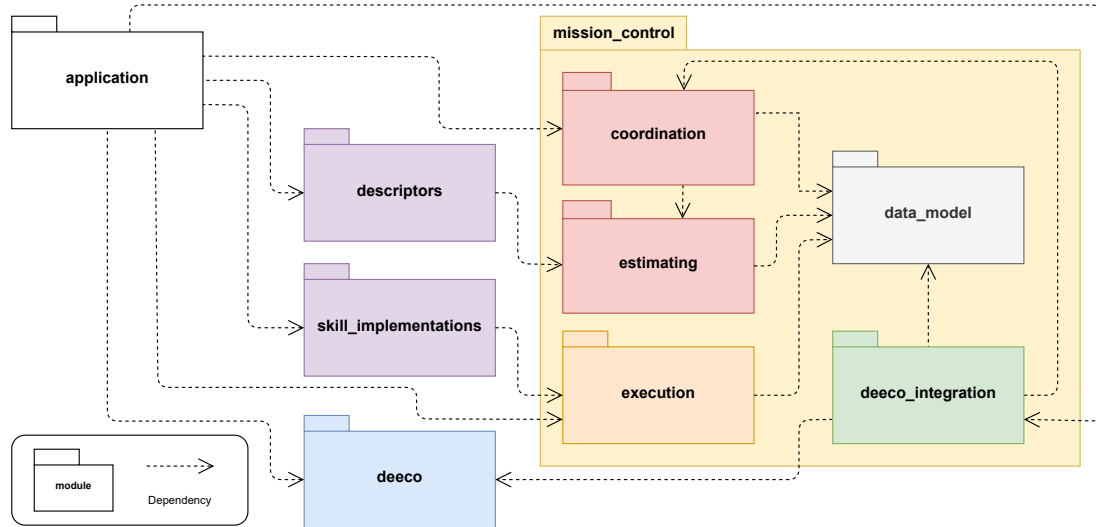 mission_control
application
coordination
descriptors
data_model
estimating
skill_implementations
execution
deeco_integration
deeco
module
Dependency